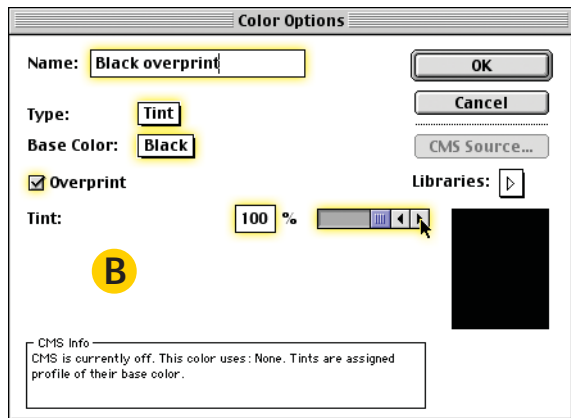 Color Options
Name: Black overprint
OK
Type: Tint
Cancel
Base Color: Black
CMS Source...
Overprint
Libraries:
Tint: 100 %
B
CMS Info
CMS is currently off. This color uses: None. Tints are assigned
profile of their base color.